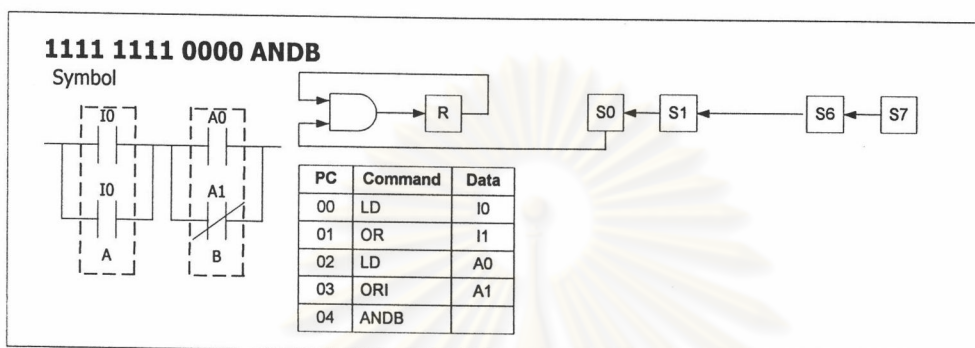 1111 1111 0000 ANDB
Symbol
I0 A0
I0 A1
A B
R
S0 S1 S6 S7
PC Command Data
00 LD I0
01 OR I1
02 LD A0
03 ORI A1
04 ANDB